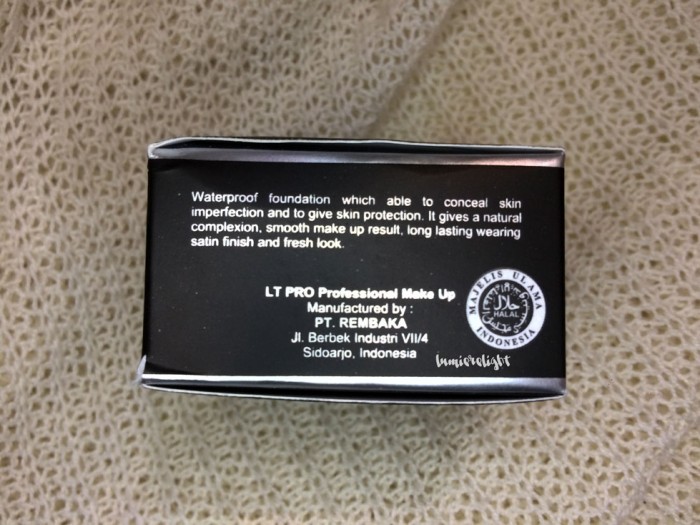 Waterproof foundation which able to conceal skin
imperfection and to give skin protection. It gives a natural
complexion, smooth make up result, long lasting wearing
satin finish and fresh look.
LT PRO Professional Make Up
Manufactured by :
PT. REMBAKA
Jl. Berbek Industri VII/4
Sidoarjo, Indonesia
MAJELIS ULAMA
حلال
HALAL
INDONESIA
lumierelight